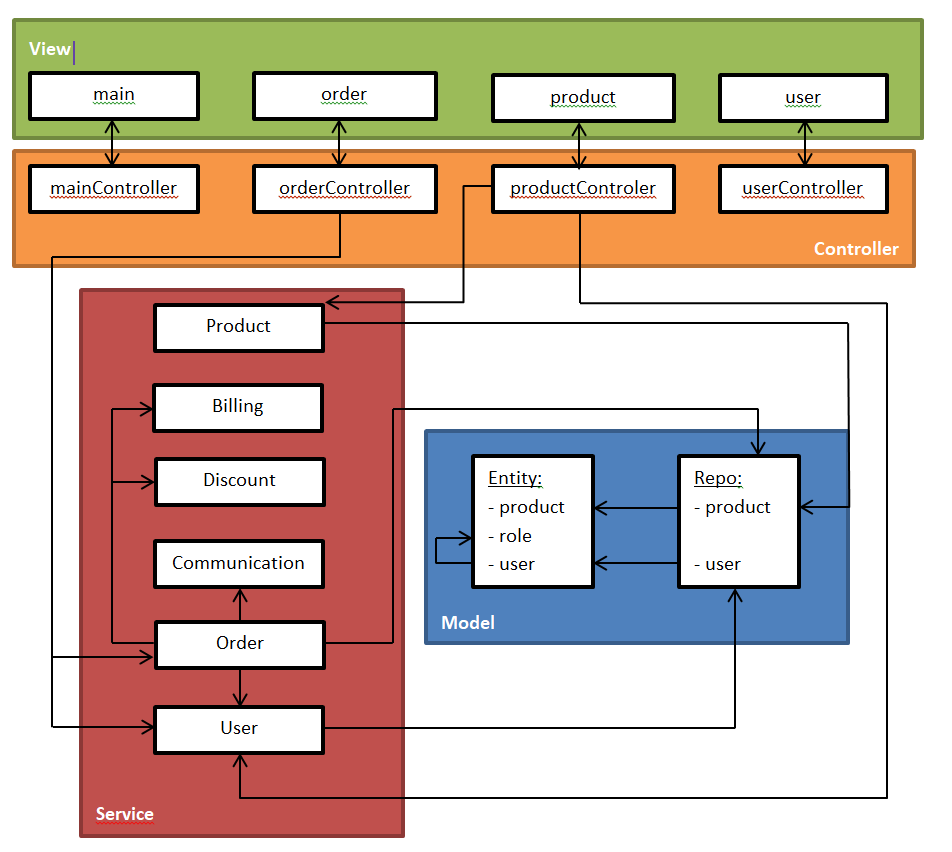 View
main
order
product
user
mainController
orderController
productControler
userController
Controller
Product
Billing
Discount
Communication
Order
User
Service
Entity:
- product
- role
- user
Repo:
- product
- user
Model